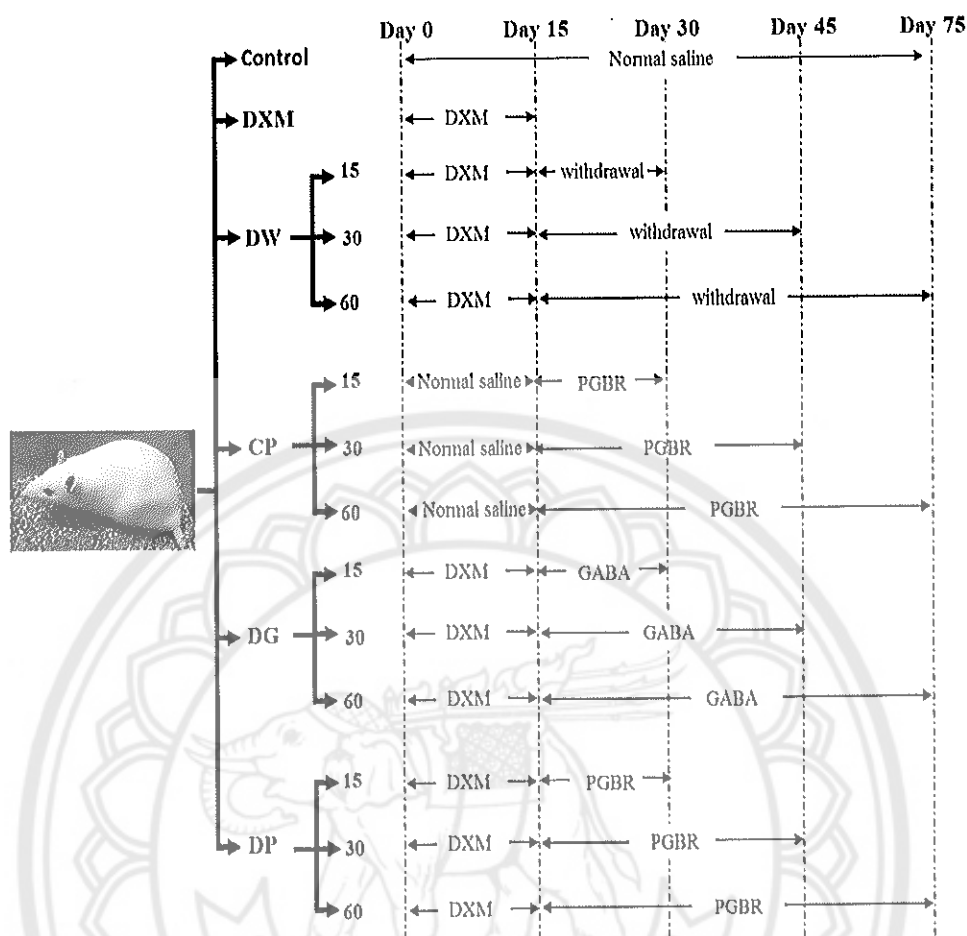 Day 0 Day 15 Day 30 Day 45 Day 75
Control Normal saline
DXM DXM
15 DXM withdrawal
DW 30 DXM withdrawal
60 DXM withdrawal
15 Normal saline PGBR
CP 30 Normal saline PGBR
60 Normal saline PGBR
15 DXM GABA
DG 30 DXM GABA
60 DXM GABA
15 DXM PGBR
DP 30 DXM PGBR
60 DXM PGBR